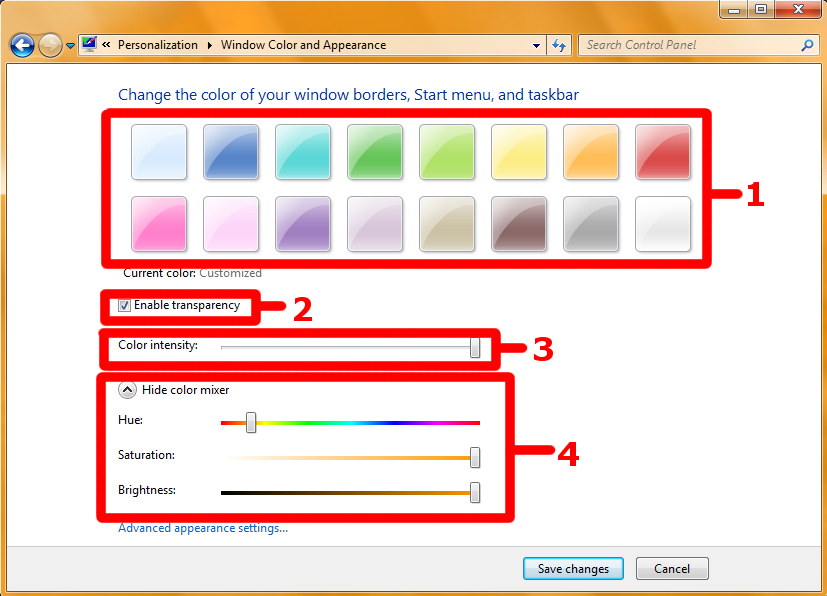 « Personalization ▸ Window Color and Appearance
Search Control Panel
Change the color of your window borders, Start menu, and taskbar
1
Current color: Customized
Enable transparency
2
Color intensity:
3
Hide color mixer
Hue:
Saturation:
4
Brightness:
Advanced appearance settings...
Save changes
Cancel